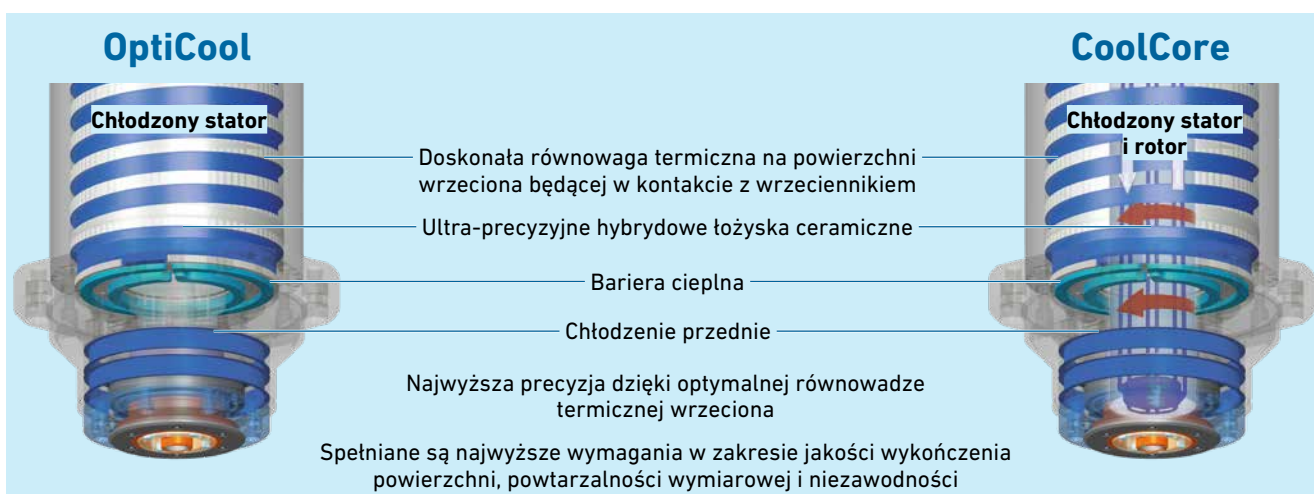 OptiCool
CoolCore
Chłodzony stator
Chłodzony stator
i rotor
Doskonała równowaga termiczna na powierzchni
wrzeciona będącej w kontakcie z wrzeciennikiem
Ultra-precyzyjne hybrydowe łożyska ceramiczne
Bariera cieplna
Chłodzenie przednie
Najwyższa precyzja dzięki optymalnej równowadze
termicznej wrzeciona
Spełniane są najwyższe wymagania w zakresie jakości wykończenia
powierzchni, powtarzalności wymiarowej i niezawodności